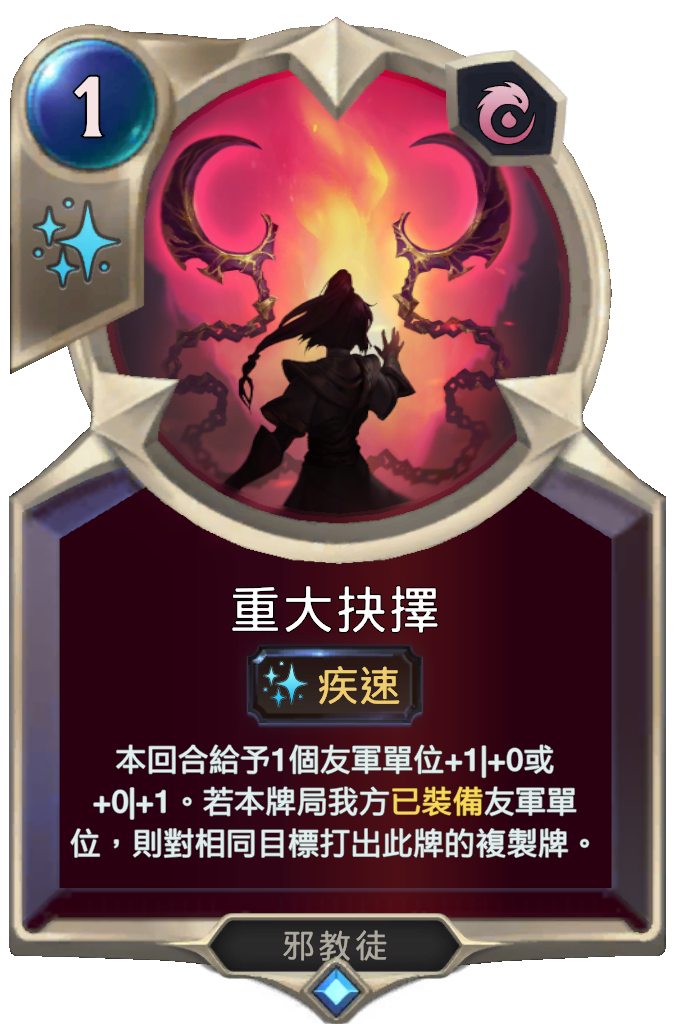 1
重大抉擇
疾速
本回合給予1個友軍單位+1|+0或
+0|+1。若本牌局我方已裝備友軍單
位，則對相同目標打出此牌的複製牌。
邪教徒